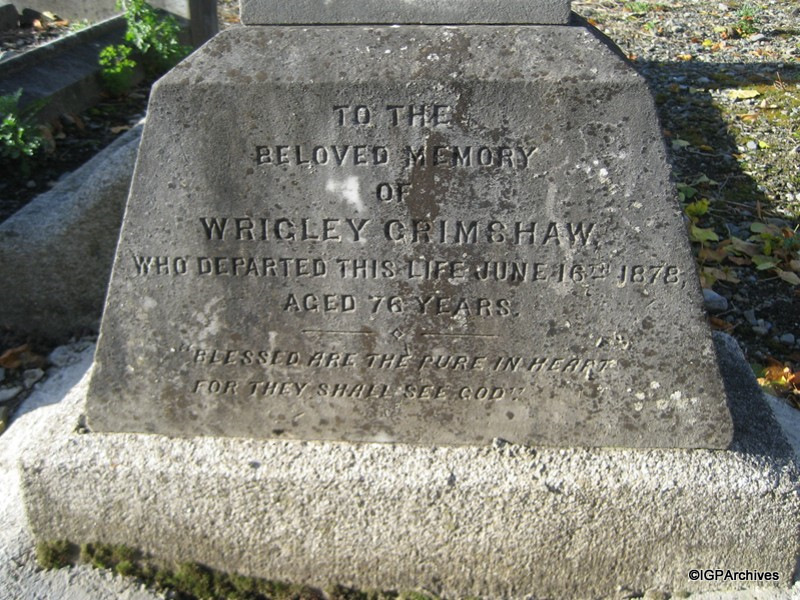 TO THE
BELOVED MEMORY
OF
WRIGLEY GRIMSHAW,
WHO DEPARTED THIS LIFE JUNE 16TH 1878,
AGED 76 YEARS.
"BLESSED ARE THE PURE IN HEART
FOR THEY SHALL SEE GOD".
©IGPArchives